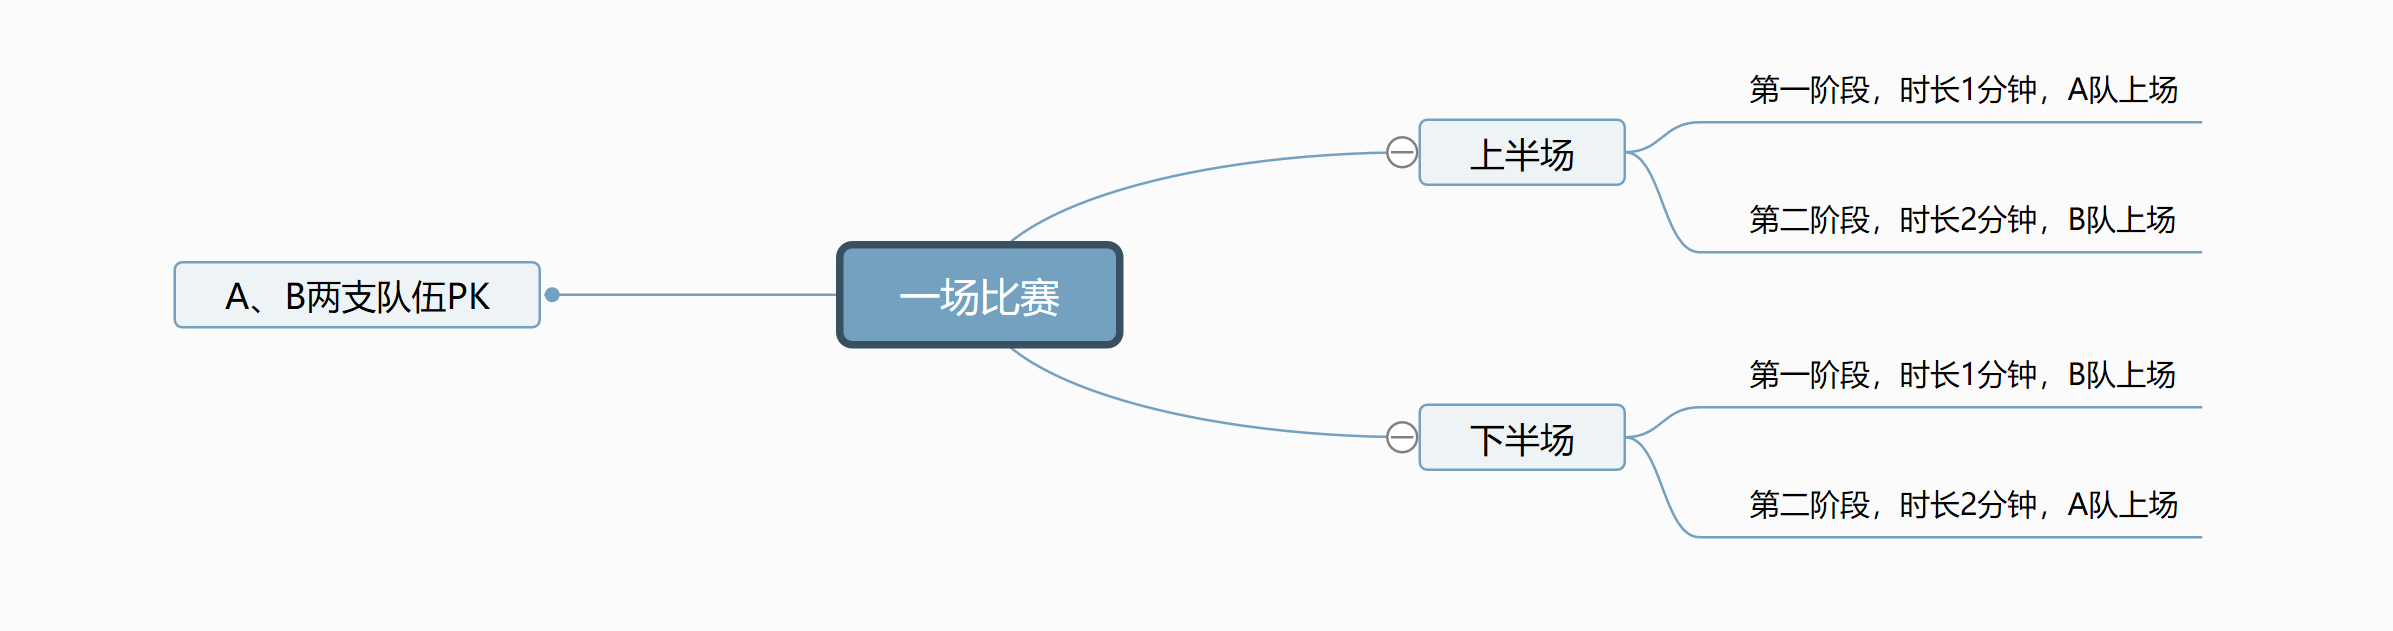 A、B两支队伍PK
一场比赛
上半场
第一阶段，时长1分钟，A队上场
第二阶段，时长2分钟，B队上场
下半场
第一阶段，时长1分钟，B队上场
第二阶段，时长2分钟，A队上场